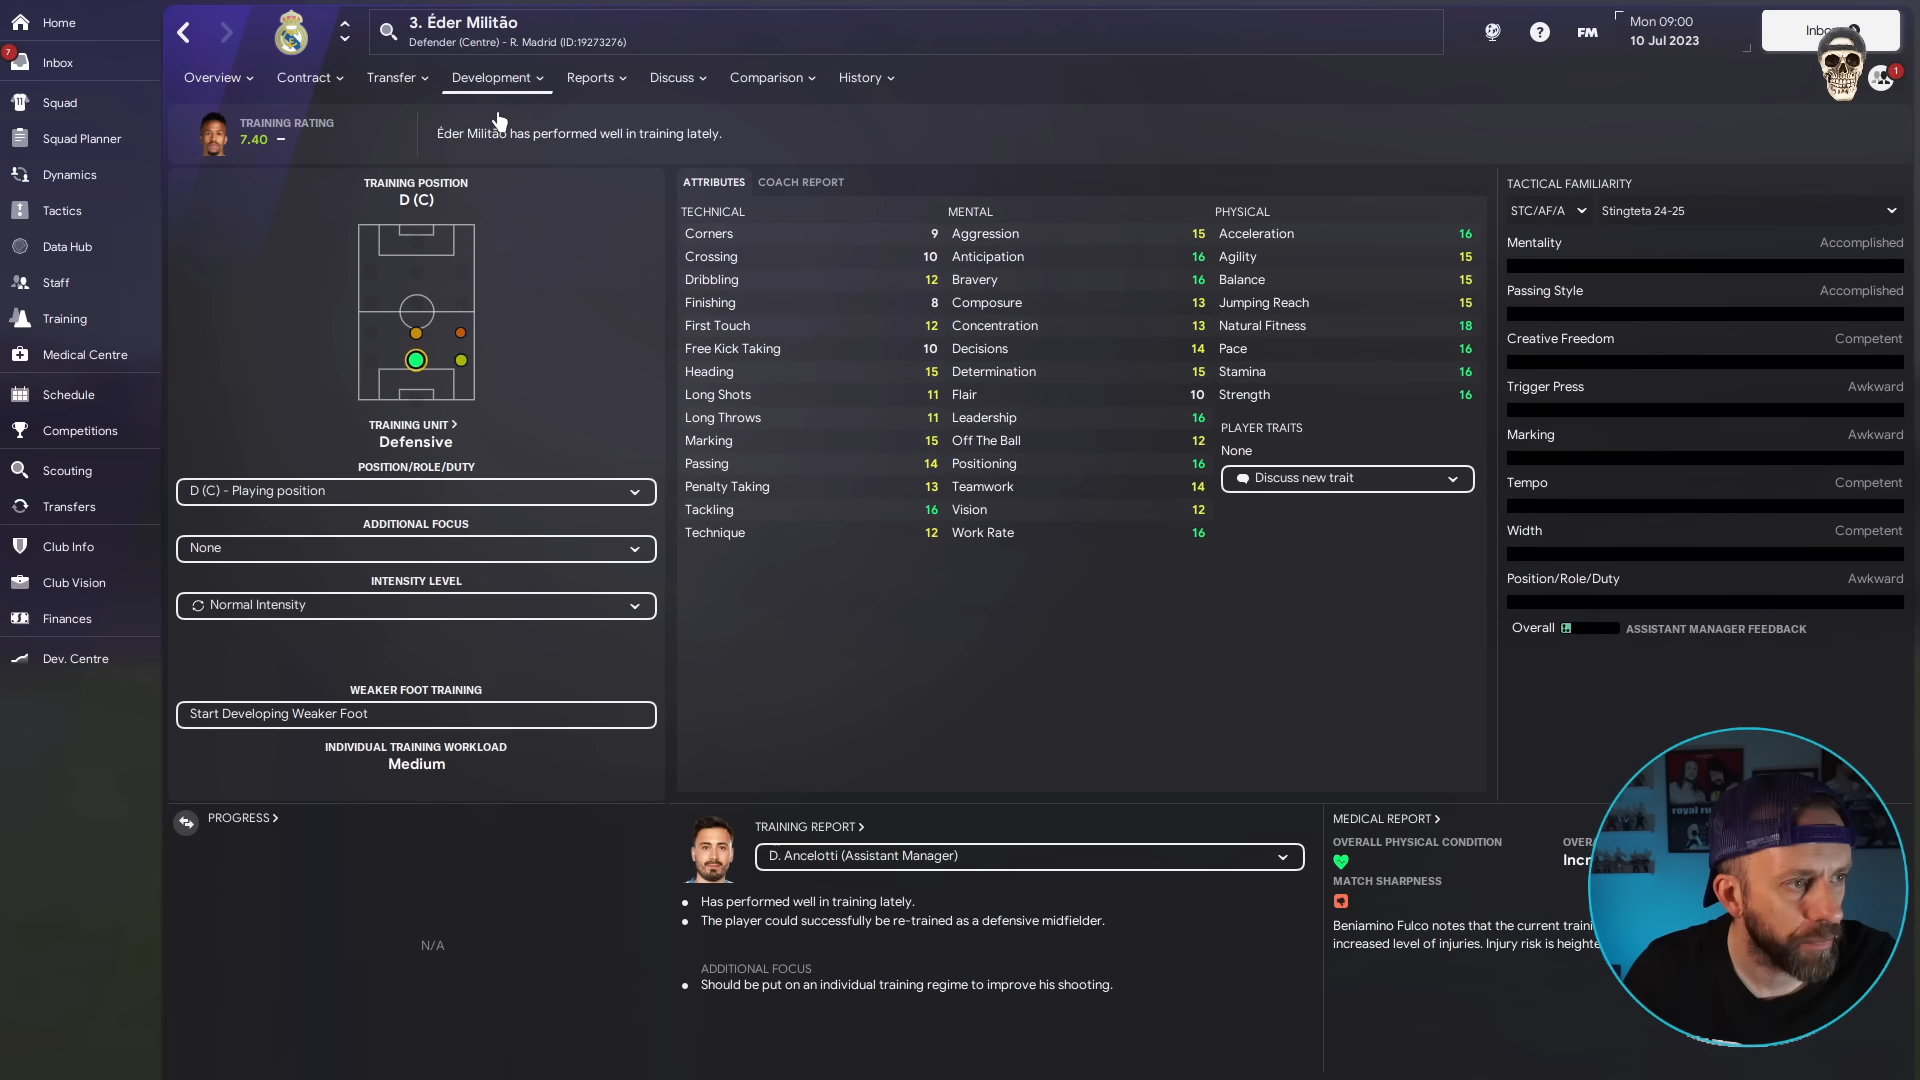 Home
7
Inbox
Squad
Squad Planner
Dynamics
Tactics
Data Hub
Staff
Training
Medical Centre
Schedule
Competitions
Scouting
Transfers
Club Info
Club Vision
Finances
Dev. Centre
3. Éder Militão
Defender (Centre) - R. Madrid (ID:19273276)
FM
Mon 09:00
10 Jul 2023
1
Overview
Contract
Transfer
Development
Reports
Discuss
Comparison
History
TRAINING RATING
7.40 –
Éder Militão has performed well in training lately.
TRAINING POSITION
D (C)
TRAINING UNIT
Defensive
POSITION/ROLE/DUTY
D (C) - Playing position
ADDITIONAL FOCUS
None
INTENSITY LEVEL
Normal Intensity
WEAKER FOOT TRAINING
Start Developing Weaker Foot
INDIVIDUAL TRAINING WORKLOAD
Medium
ATTRIBUTES COACH REPORT
TECHNICAL
Corners 9
Crossing 10
Dribbling 12
Finishing 8
First Touch 12
Free Kick Taking 10
Heading 15
Long Shots 11
Long Throws 11
Marking 15
Passing 14
Penalty Taking 13
Tackling 16
Technique 12
MENTAL
Aggression 15
Anticipation 16
Bravery 16
Composure 13
Concentration 13
Decisions 14
Determination 15
Flair 10
Leadership 16
Off The Ball 12
Positioning 16
Teamwork 14
Vision 12
Work Rate 16
PHYSICAL
Acceleration 16
Agility 15
Balance 15
Jumping Reach 15
Natural Fitness 18
Pace 16
Stamina 16
Strength 16
PLAYER TRAITS
None
Discuss new trait
TACTICAL FAMILIARITY
STC/AF/A Stingteta 24-25
Mentality Accomplished
Passing Style Accomplished
Creative Freedom Competent
Trigger Press Awkward
Marking Awkward
Tempo Competent
Width Competent
Position/Role/Duty Awkward
Overall ASSISTANT MANAGER FEEDBACK
PROGRESS
N/A
TRAINING REPORT
D. Ancelotti (Assistant Manager)
Has performed well in training lately.
The player could successfully be re-trained as a defensive midfielder.
ADDITIONAL FOCUS
Should be put on an individual training regime to improve his shooting.
MEDICAL REPORT
OVERALL PHYSICAL CONDITION
MATCH SHARPNESS
Beniamino Fulco notes that the current
increased level of injuries. Injury risk is
royal